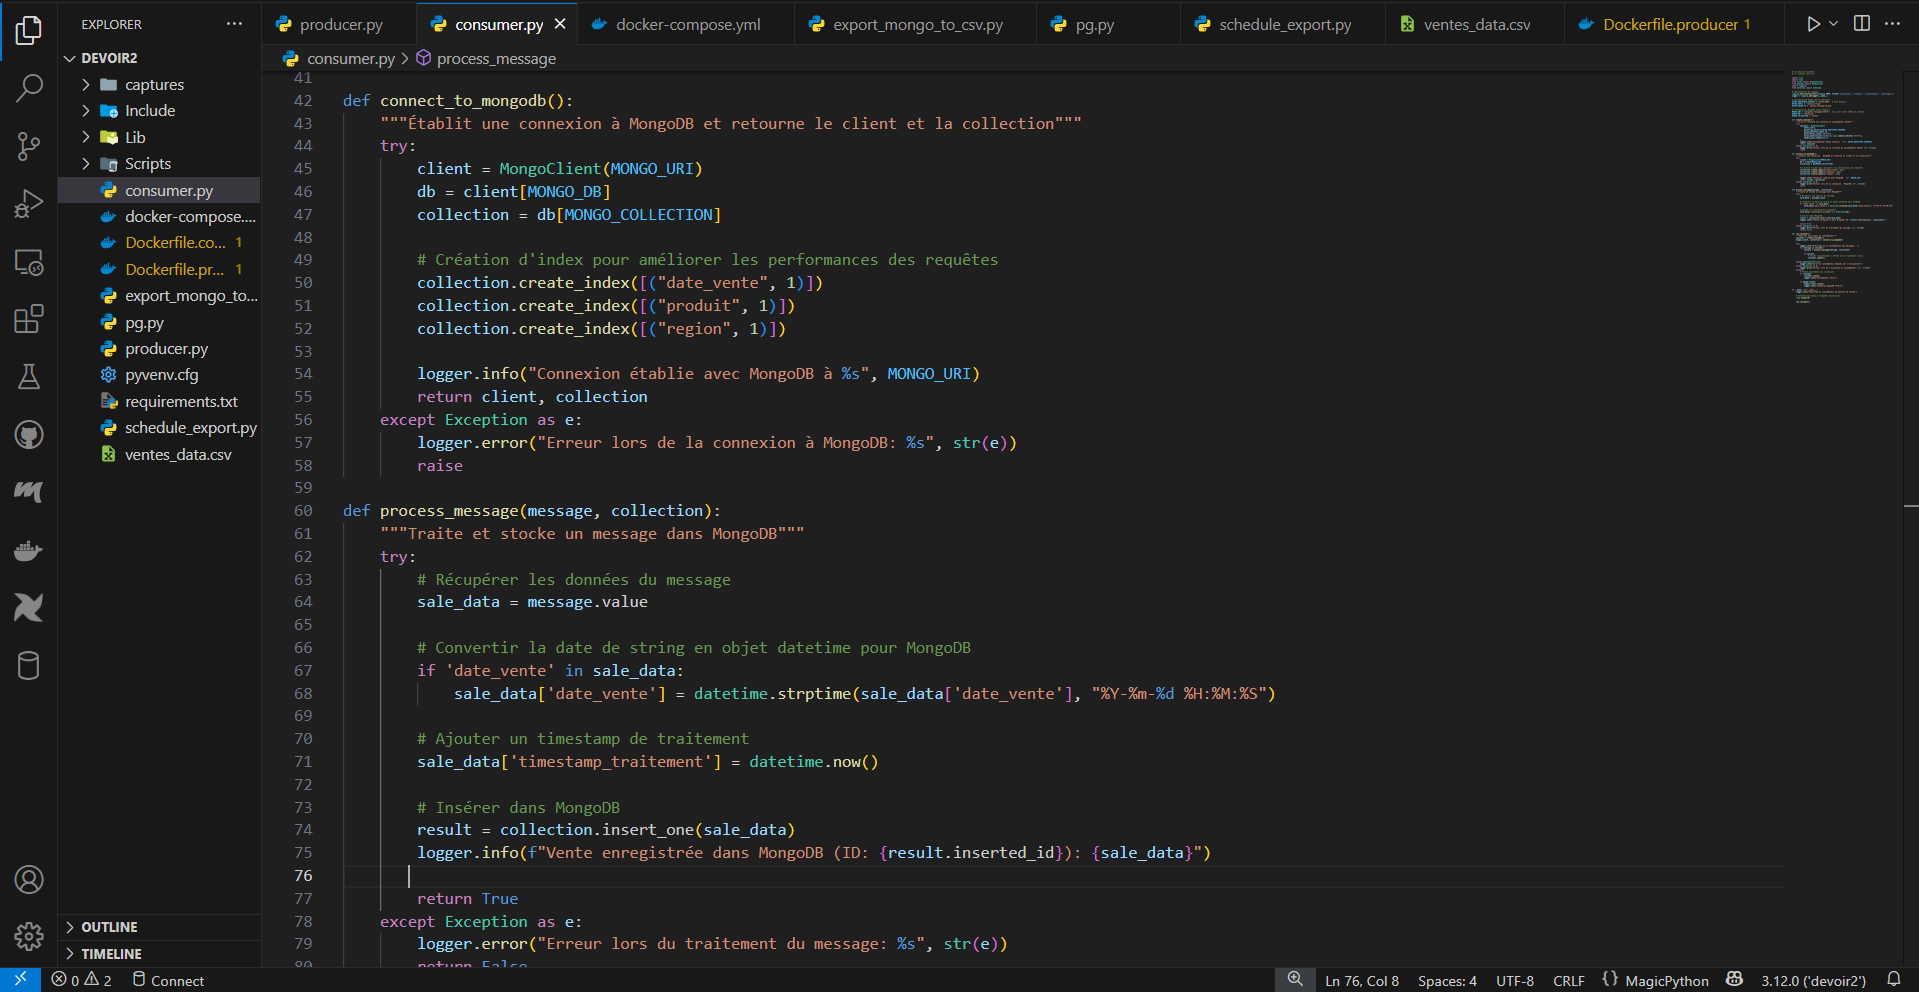 EXPLORER
DEVOIR2
captures
Include
Lib
Scripts
consumer.py
docker-compose....
Dockerfile.co... 1
Dockerfile.pr... 1
export_mongo_to...
pg.py
producer.py
pyvenv.cfg
requirements.txt
schedule_export.py
ventes_data.csv
OUTLINE
TIMELINE
producer.py consumer.py docker-compose.yml export_mongo_to_csv.py pg.py schedule_export.py ventes_data.csv Dockerfile.producer 1
consumer.py > process_message
41
42 def connect_to_mongodb():
43 """Établit une connexion à MongoDB et retourne le client et la collection"""
44 try:
45 client = MongoClient(MONGO_URI)
46 db = client[MONGO_DB]
47 collection = db[MONGO_COLLECTION]
48
49 # Création d'index pour améliorer les performances des requêtes
50 collection.create_index([("date_vente", 1)])
51 collection.create_index([("produit", 1)])
52 collection.create_index([("region", 1)])
53
54 logger.info("Connexion établie avec MongoDB à %s", MONGO_URI)
55 return client, collection
56 except Exception as e:
57 logger.error("Erreur lors de la connexion à MongoDB: %s", str(e))
58 raise
59
60 def process_message(message, collection):
61 """Traite et stocke un message dans MongoDB"""
62 try:
63 # Récupérer les données du message
64 sale_data = message.value
65
66 # Convertir la date de string en objet datetime pour MongoDB
67 if 'date_vente' in sale_data:
68 sale_data['date_vente'] = datetime.strptime(sale_data['date_vente'], "%Y-%m-%d %H:%M:%S")
69
70 # Ajouter un timestamp de traitement
71 sale_data['timestamp_traitement'] = datetime.now()
72
73 # Insérer dans MongoDB
74 result = collection.insert_one(sale_data)
75 logger.info(f"Vente enregistrée dans MongoDB (ID: {result.inserted_id}): {sale_data}")
76
77 return True
78 except Exception as e:
79 logger.error("Erreur lors du traitement du message: %s", str(e))
80 return False
0 2 Connect Ln 76, Col 8 Spaces: 4 UTF-8 CRLF {} MagicPython 3.12.0 ('devoir2')